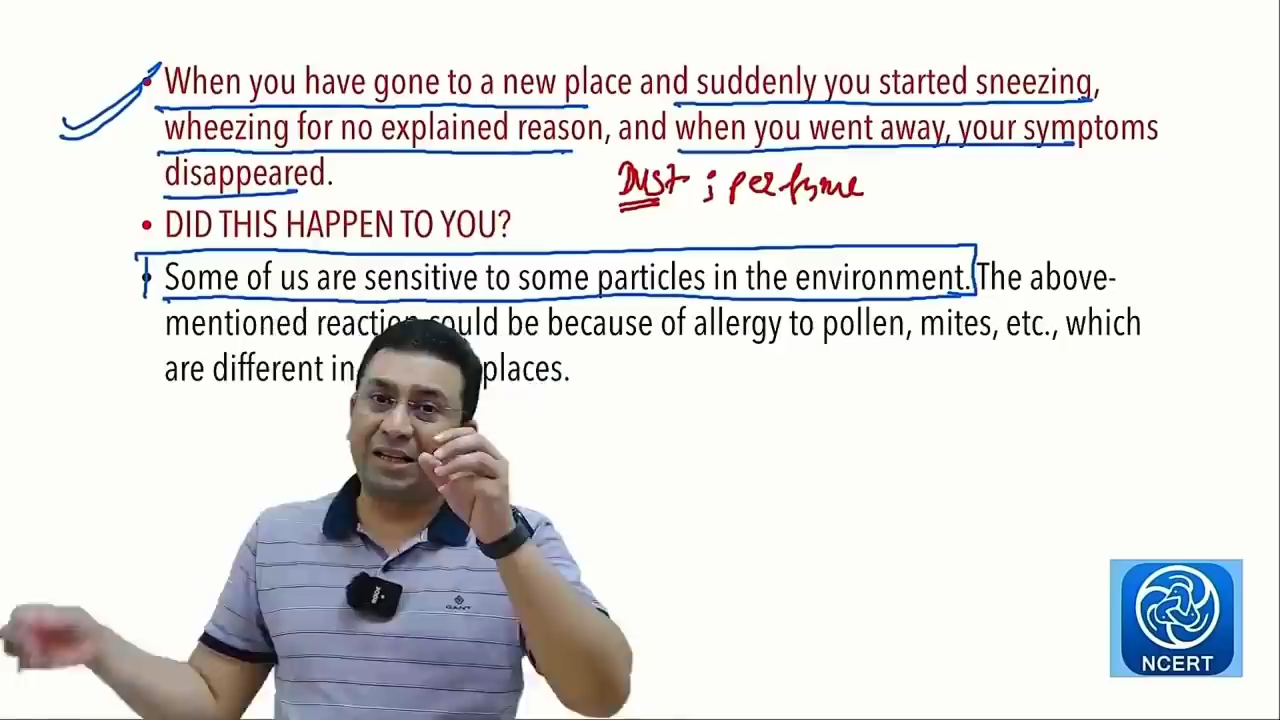 • When you have gone to a new place and suddenly you started sneezing,
wheezing for no explained reason, and when you went away, your symptoms
disappeared.
Dust ; perfume
• DID THIS HAPPEN TO YOU?
• Some of us are sensitive to some particles in the environment. The above-
mentioned reaction could be because of allergy to pollen, mites, etc., which
are different in places.
RODE
GANT
NCERT